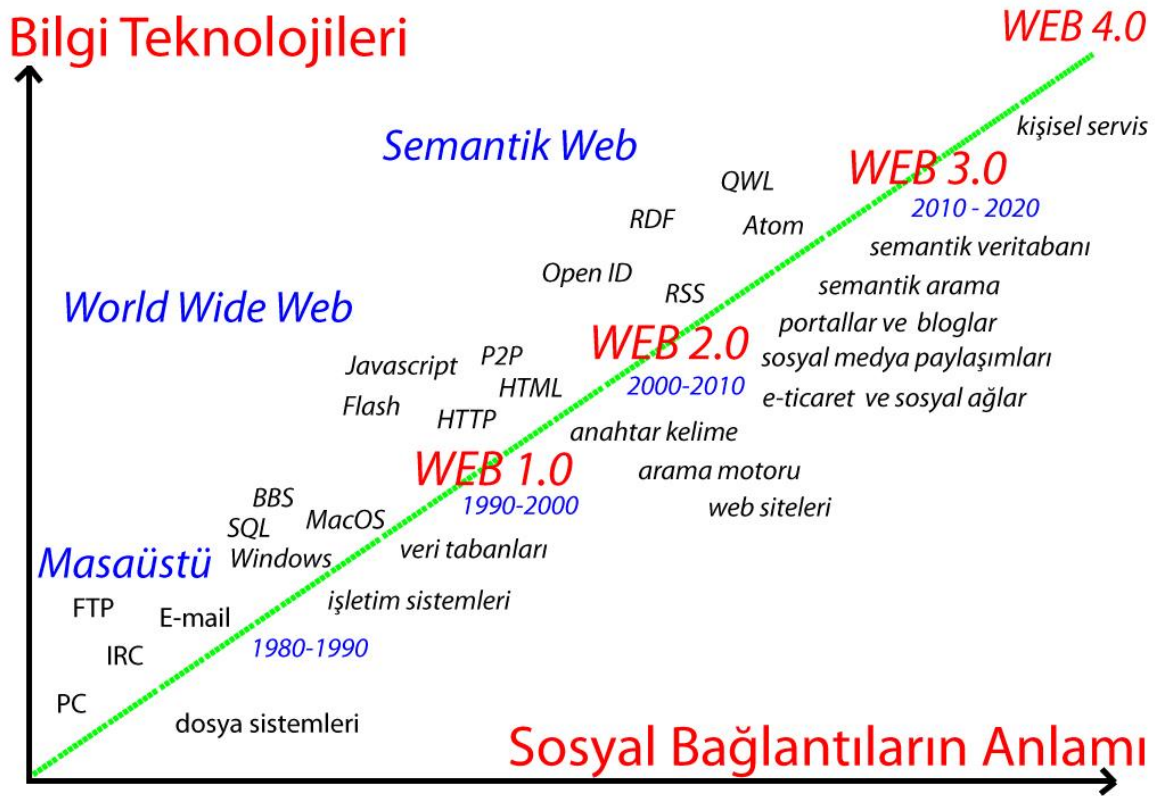 Bilgi Teknolojileri
WEB 4.0
kişisel servis
Semantik Web
WEB 3.0
QWL
2010 - 2020
RDF
Atom
semantik veritabanı
Open ID
semantik arama
RSS
World Wide Web
portallar ve bloglar
WEB 2.0
sosyal medya paylaşımları
Javascript
P2P
2000-2010
HTML
e-ticaret ve sosyal ağlar
Flash
HTTP
anahtar kelime
WEB 1.0
arama motoru
1990-2000
web siteleri
BBS
MacOS
SQL
Windows
veri tabanları
Masaüstü
işletim sistemleri
FTP
E-mail
1980-1990
IRC
PC
dosya sistemleri
Sosyal Bağlantıların Anlamı